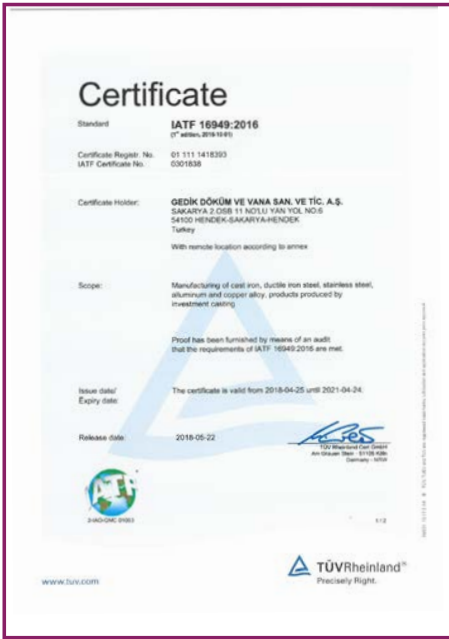 Certificate
Standard IATF 16949:2016
(1st edition, 2016-10-01)
Certificate Registr. No. 01 111 1418393
IATF Certificate No. 0301838
Certificate Holder: GEDİK DÖKÜM VE VANA SAN. VE TİC. A.Ş.
SAKARYA 2.OSB 11 NOLU YAN YOL NO:6
54100 HENDEK-SAKARYA-HENDEK
Turkey
With remote location according to annex
Scope: Manufacturing of cast iron, ductile iron steel, stainless steel,
alluminum and copper alloy, products produced by
investment casting
Proof has been furnished by means of an audit
that the requirements of IATF 16949:2016 are met.
Issue date/ The certificate is valid from 2018-04-25 until 2021-04-24.
Expiry date:
Release date: 2018-05-22
TÜV Rheinland Cert GmbH
Am Grauen Stein · 51105 Köln
Germany - NRW
IATF
1/2
TÜVRheinland®
www.tuv.com
Precisely Right.